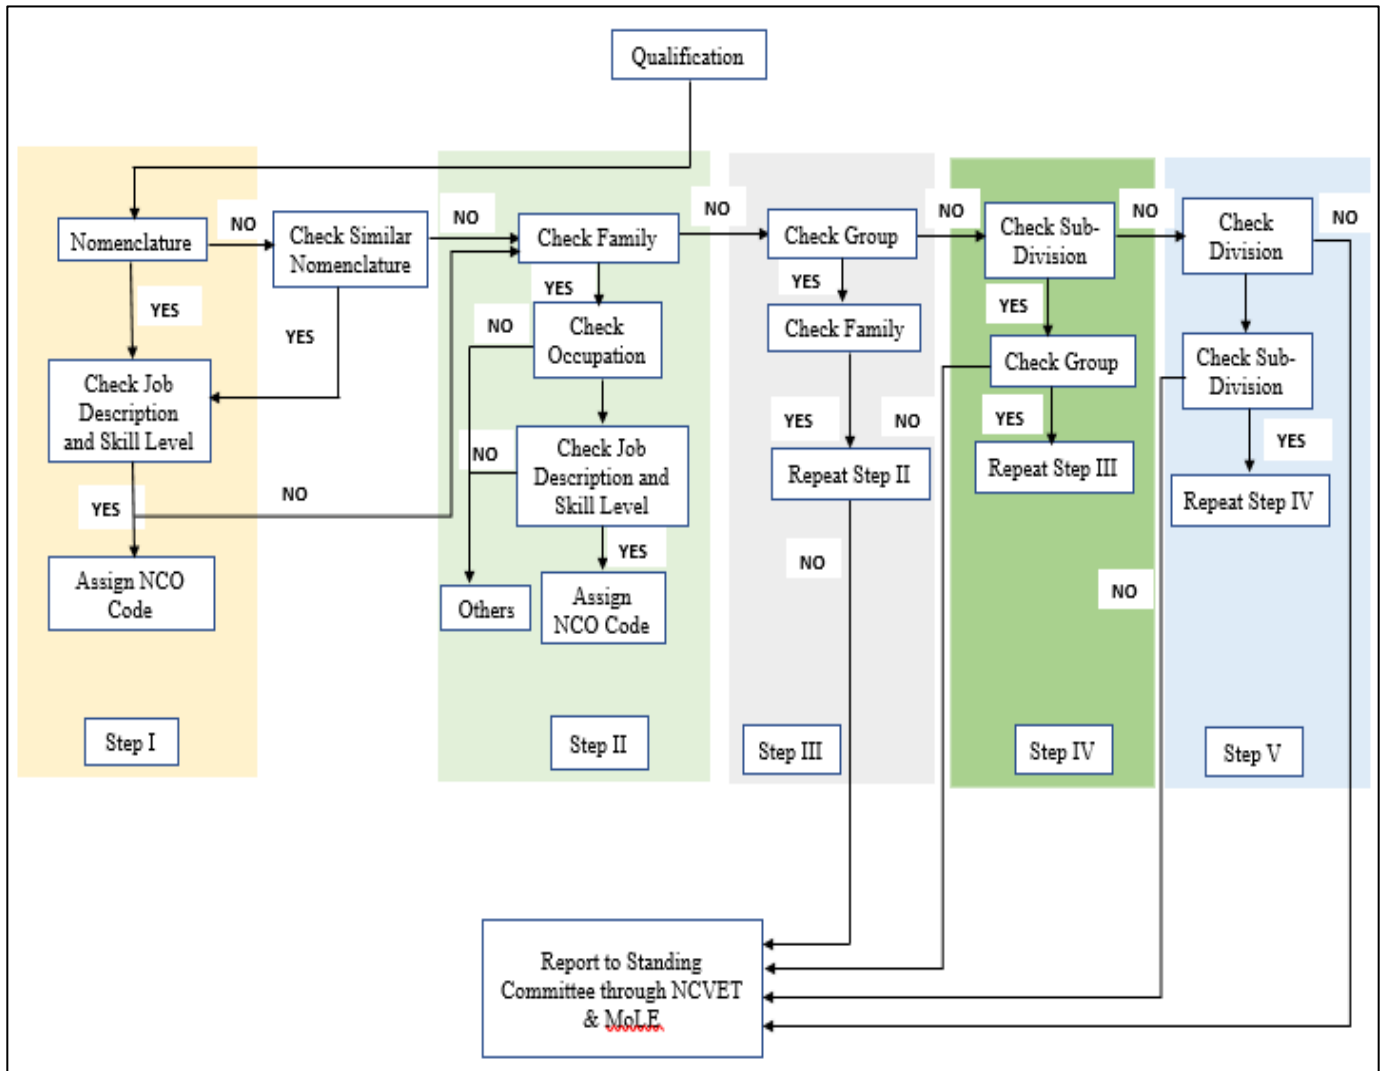 Qualification
Nomenclature
NO
Check Similar
Nomenclature
NO
Check Family
NO
Check Group
NO
Check Sub-
Division
NO
Check
Division
NO
YES
YES
YES
NO
Check
Occupation
YES
Check Family
YES
Check Group
Check Sub-
Division
Check Job
Description
and Skill Level
NO
Check Job
Description and
Skill Level
YES
NO
Repeat Step II
YES
Repeat Step III
YES
Repeat Step IV
YES
NO
Assign NCO
Code
YES
Others
Assign
NCO Code
NO
NO
Step I
Step II
Step III
Step IV
Step V
Report to Standing
Committee through NCVET
& MoLE